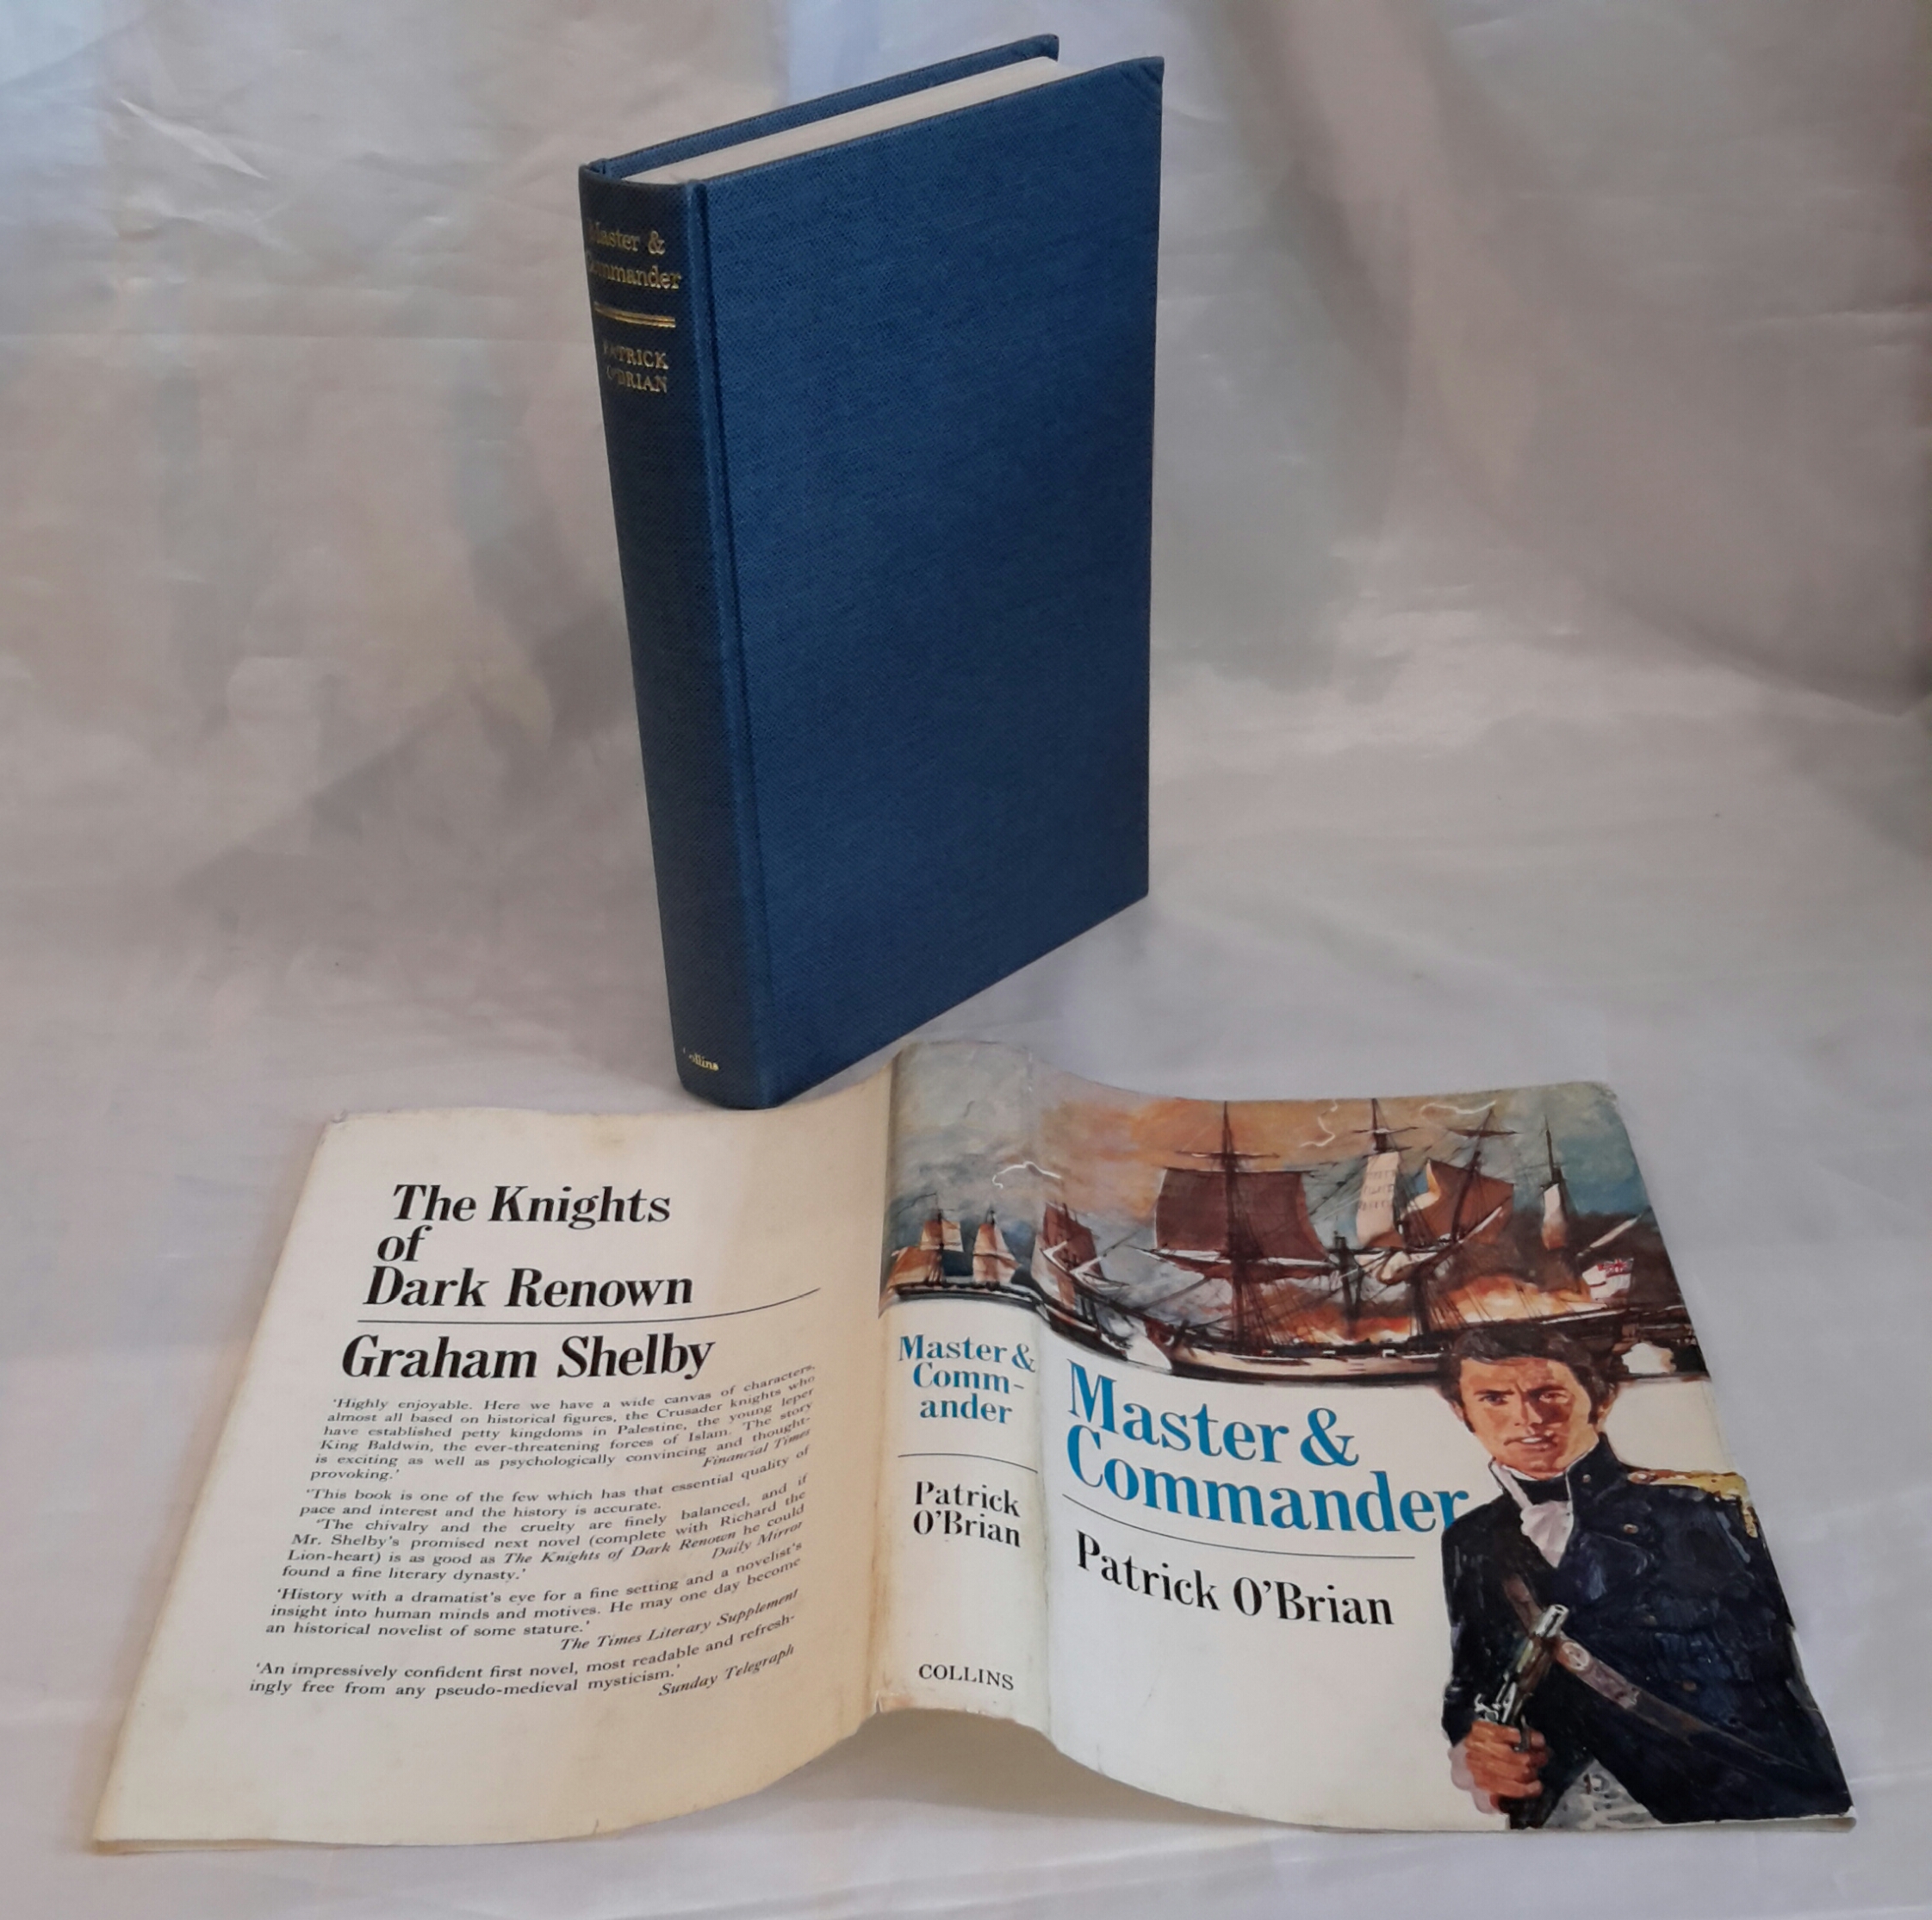 Master &
Commander
PATRICK
O'BRIAN
Collins
The Knights
of
Dark Renown
Graham Shelby
'Highly enjoyable. Here we have a wide canvas of characters,
almost all based on historical figures, the Crusader knights who
have established petty kingdoms in Palestine, the young leper
King Baldwin, the ever-threatening forces of Islam. The story
is exciting as well as psychologically convincing and thought-
provoking.' Financial Times
'This book is one of the few which has that essential quality of
pace and interest and the history is accurate.
'The chivalry and the cruelty are finely balanced, and if
Mr. Shelby's promised next novel (complete with Richard the
Lion-heart) is as good as The Knights of Dark Renown he could
found a fine literary dynasty.' Daily Mirror
'History with a dramatist's eye for a fine setting and a novelist's
insight into human minds and motives. He may one day become
an historical novelist of some stature.'
The Times Literary Supplement
'An impressively confident first novel, most readable and refresh-
ingly free from any pseudo-medieval mysticism.'
Sunday Telegraph
Master &
Comm-
ander
Patrick
O'Brian
COLLINS
Master &
Commander
Patrick O'Brian